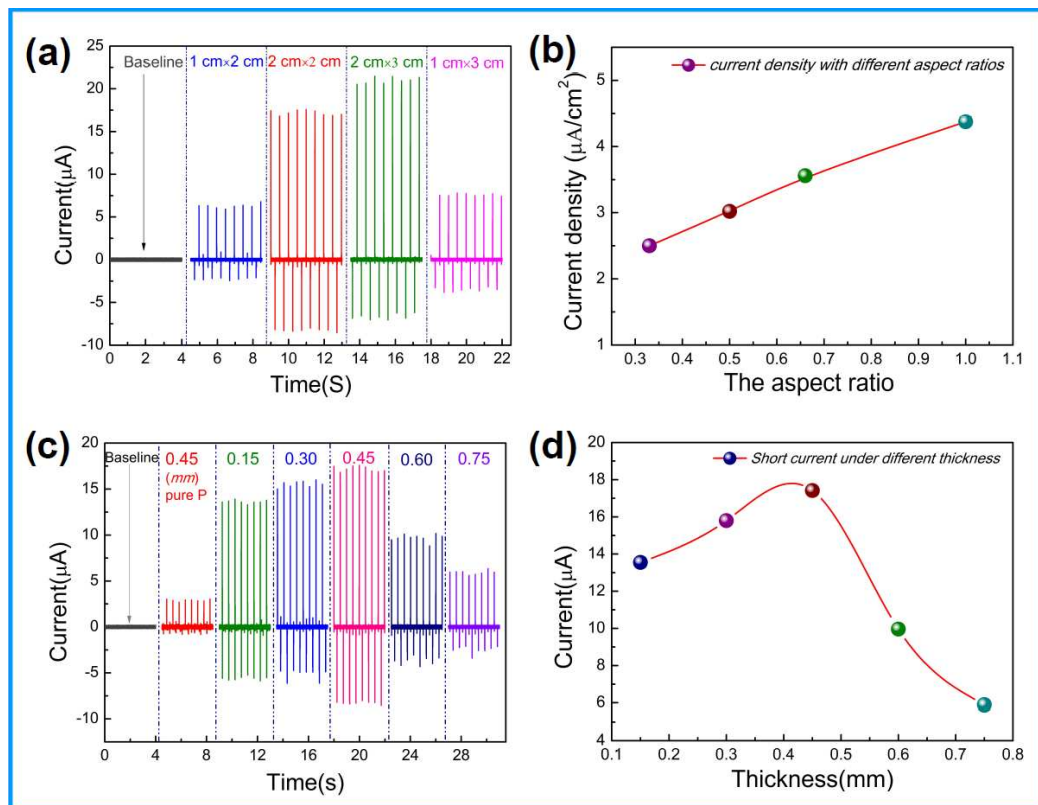 (a)
25
20
15
10
5
0
-5
-10
Current(μA)
Baseline
1 cm×2 cm
2 cm×2 cm
2 cm×3 cm
1 cm×3 cm
0 2 4 6 8 10 12 14 16 18 20 22
Time(S)
(b)
5
4
3
2
1
Current density (μA/cm²)
current density with different aspect ratios
0.3 0.4 0.5 0.6 0.7 0.8 0.9 1.0 1.1
The aspect ratio
(c)
20
15
10
5
0
-5
-10
Current(μA)
Baseline
0.45
(mm)
pure P
0.15
0.30
0.45
0.60
0.75
0 4 8 12 16 20 24 28
Time(s)
(d)
20
18
16
14
12
10
8
6
4
Current(μA)
Short current under different thickness
0.1 0.2 0.3 0.4 0.5 0.6 0.7 0.8
Thickness(mm)